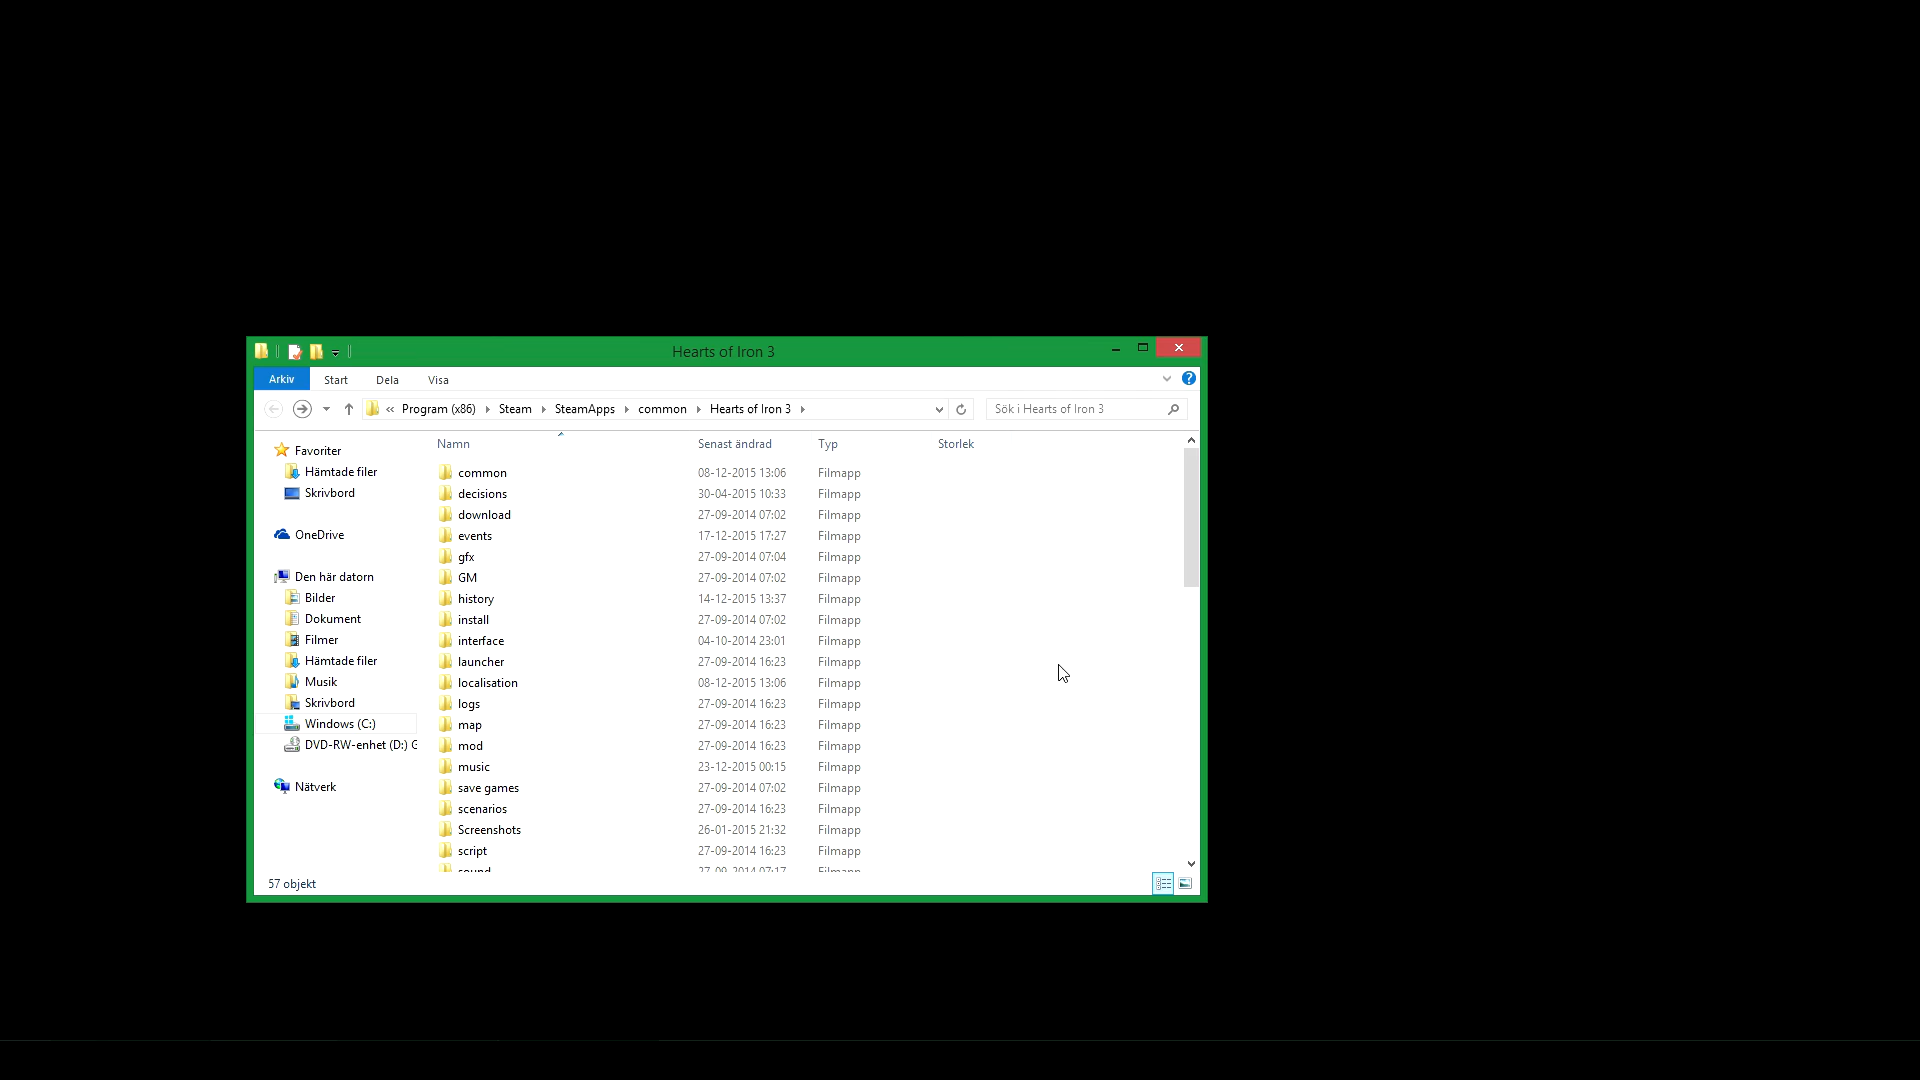 Hearts of Iron 3
Arkiv Start Dela Visa
« Program (x86) Steam SteamApps common Hearts of Iron 3 Sök i Hearts of Iron 3
Namn Senast ändrad Typ Storlek
Favoriter
Hämtade filer
Skrivbord
OneDrive
Den här datorn
Bilder
Dokument
Filmer
Hämtade filer
Musik
Skrivbord
Windows (C:)
DVD-RW-enhet (D:) G
Nätverk
common 08-12-2015 13:06 Filmapp
decisions 30-04-2015 10:33 Filmapp
download 27-09-2014 07:02 Filmapp
events 17-12-2015 17:27 Filmapp
gfx 27-09-2014 07:04 Filmapp
GM 27-09-2014 07:02 Filmapp
history 14-12-2015 13:37 Filmapp
install 27-09-2014 07:02 Filmapp
interface 04-10-2014 23:01 Filmapp
launcher 27-09-2014 16:23 Filmapp
localisation 08-12-2015 13:06 Filmapp
logs 27-09-2014 16:23 Filmapp
map 27-09-2014 16:23 Filmapp
mod 27-09-2014 16:23 Filmapp
music 23-12-2015 00:15 Filmapp
save games 27-09-2014 07:02 Filmapp
scenarios 27-09-2014 16:23 Filmapp
Screenshots 26-01-2015 21:32 Filmapp
script 27-09-2014 16:23 Filmapp
sound 27-09-2014 07:17 Filmapp
57 objekt